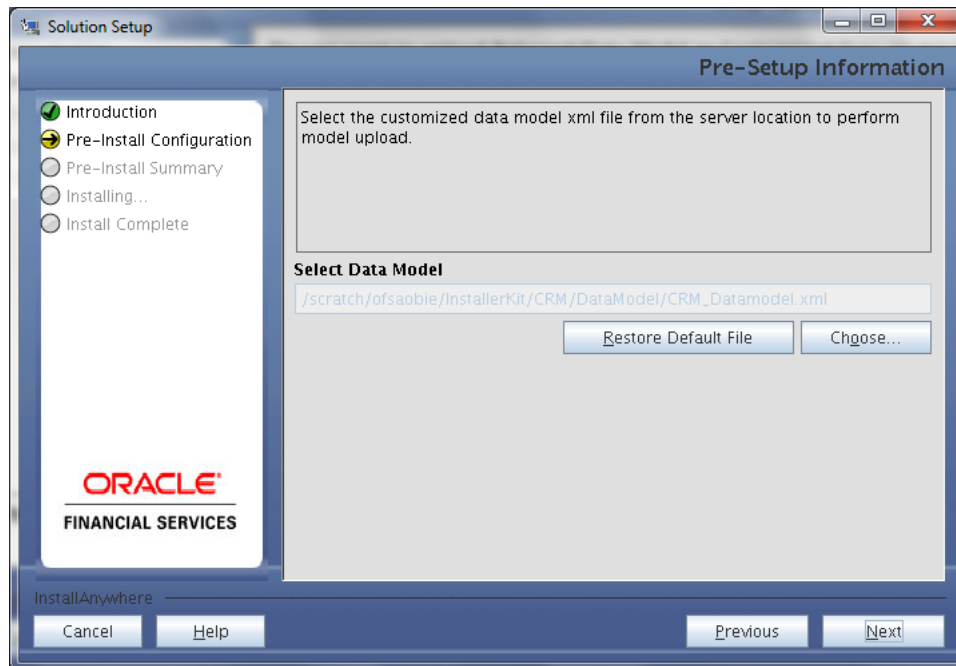 Solution Setup
Pre-Setup Information
Introduction
Pre-Install Configuration
Pre-Install Summary
Installing...
Install Complete
Select the customized data model xml file from the server location to perform
model upload.
Select Data Model
/scratch/ofsaobie/InstallerKit/CRM/DataModel/CRM_Datamodel.xml
Restore Default File
Choose...
ORACLE
FINANCIAL SERVICES
InstallAnywhere
Cancel
Help
Previous
Next